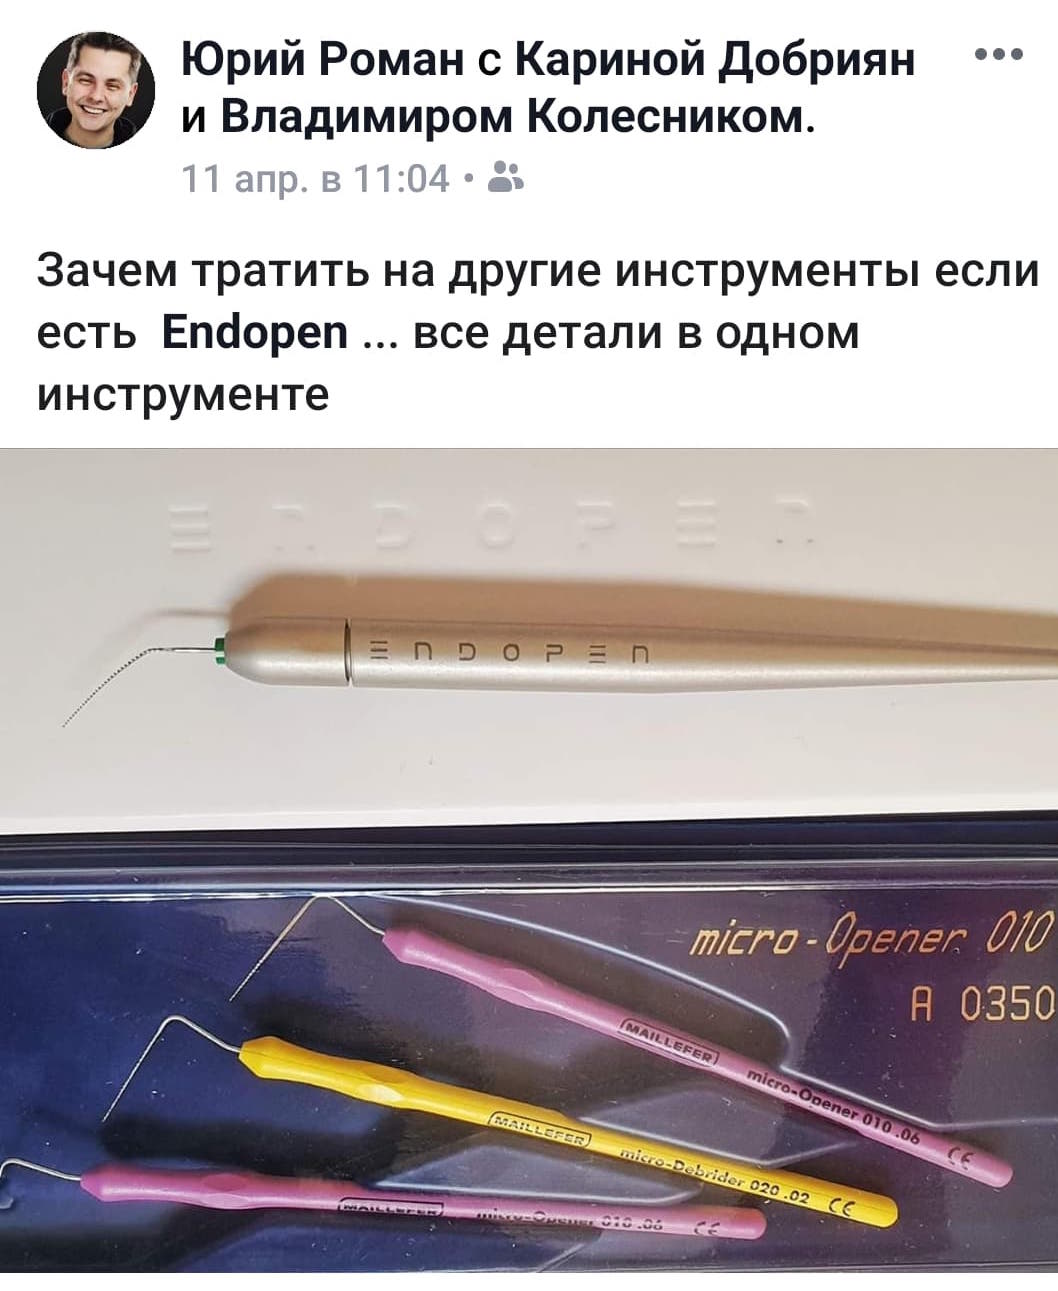 Юрий Роман с Кариной Добриян
и Владимиром Колесником.
11 апр. в 11:04
Зачем тратить на другие инструменты если
есть Endopen ... все детали в одном
инструменте
ENDOPEN
ENDOPEN
micro-Opener 010
A 0350
MAILLEFER micro-Opener 010 .06 CE
MAILLEFER micro-Debrider 020 .02 CE
MAILLEFER micro-Opener 010 .06 CE